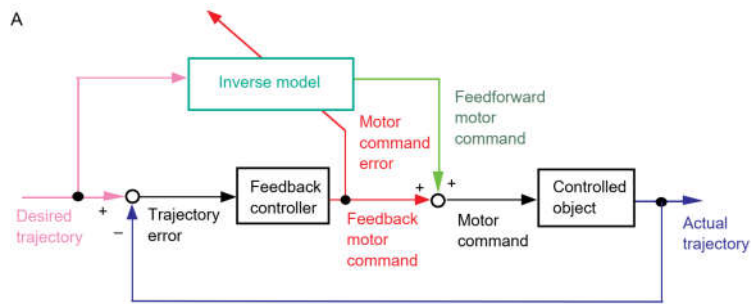 A
Inverse model
Feedforward
motor
command
Motor
command
error
Feedback
controller
Controlled
object
+
+
+
−
Desired
trajectory
Trajectory
error
Feedback
motor
command
Motor
command
Actual
trajectory